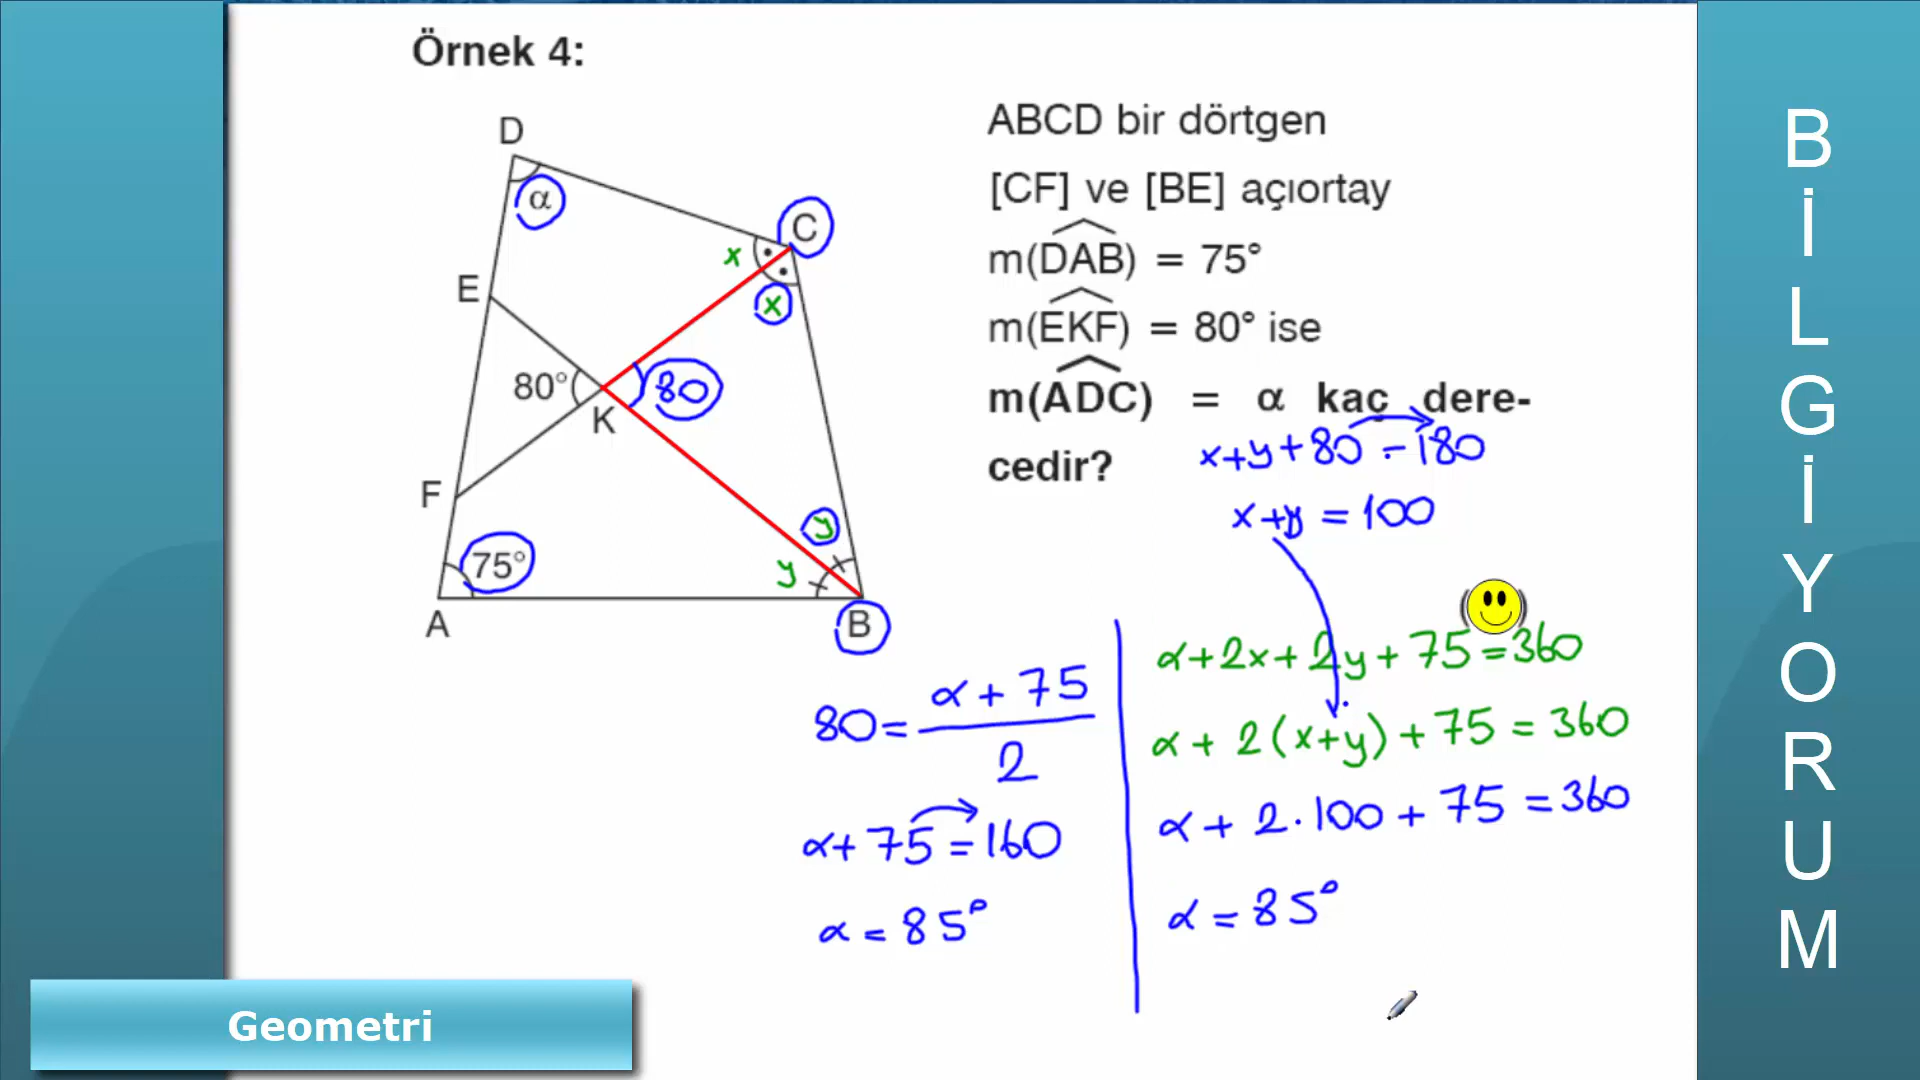 Örnek 4:
D
α
C
x
x
E
80°
K
80
F
75°
y
y
A
B
ABCD bir dörtgen
[CF] ve [BE] açıortay
m(DAB) = 75°
m(EKF) = 80° ise
m(ADC) = α kaç dere-
cedir?
x+y+80=180
x+y=100
80=α+75/2
α+75=160
α=85°
α+2x+2y+75=360
α+2(x+y)+75=360
α+2·100+75=360
α=85°
Geometri
BİLGİYORUM